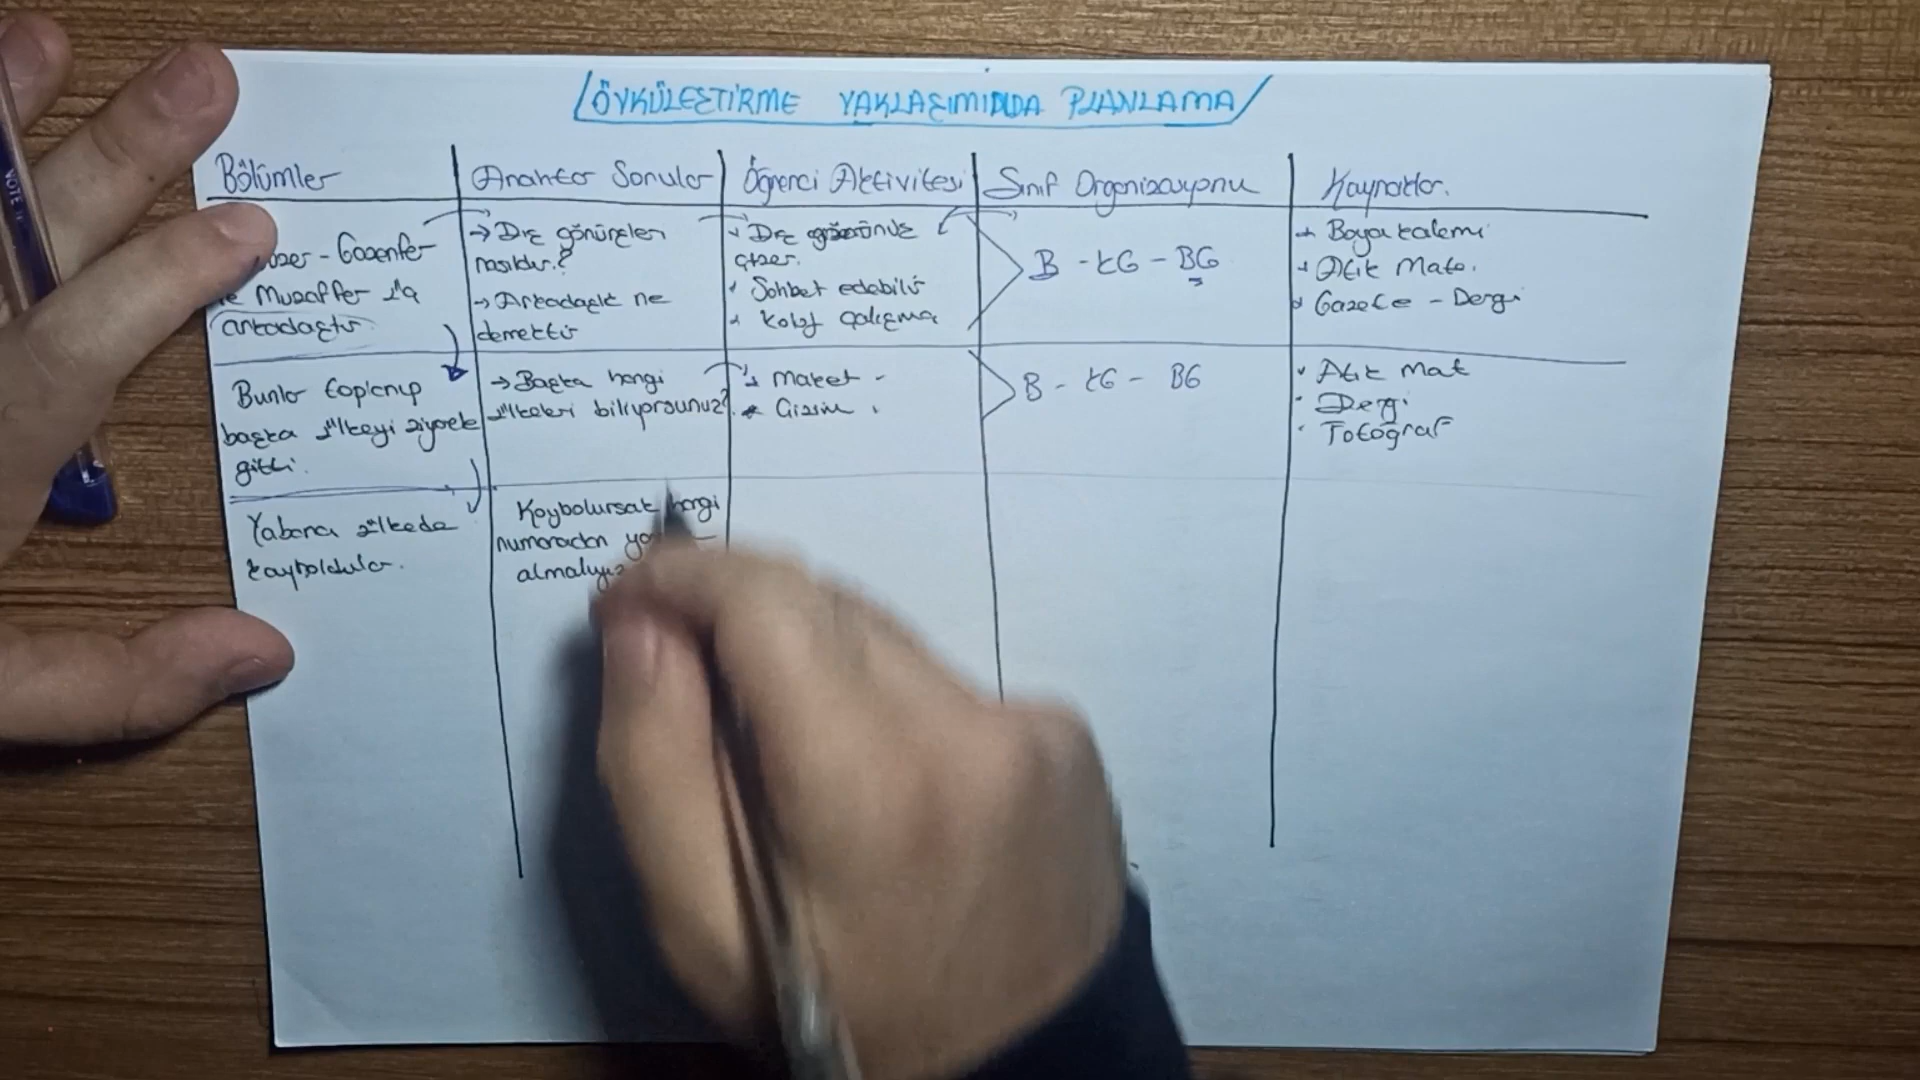 ÖYKÜLEŞTİRME YAKLAŞIMINDA PLANLAMA
Bölümler
Anahtar Sorular
Öğrenci Aktivitesi
Sınıf Organizasyonu
Kaynaklar.
- Gazenfer
Muzaffer
arkadaştır
→ Dış görünüşleri
nasıldır.?
→ Arkadaşlık ne
demektir
Dış görünüş
çizer.
Sohbet edebilir
Kolaj çalışma
B - KG - BG
Boya kalemi
Atık Mate.
Gazete - Dergi
Bunlar toplanıp
başka ülkeyi ziyarete
gitti.
→ Başka hangi
ülkeleri biliyorsunuz?
Maket -
B - KG - BG
Atık Mat
Dergi
Fotoğraf
Yabancı ülkede
kayboldular.
Kaybolursak hangi
numaradan
almalıyız